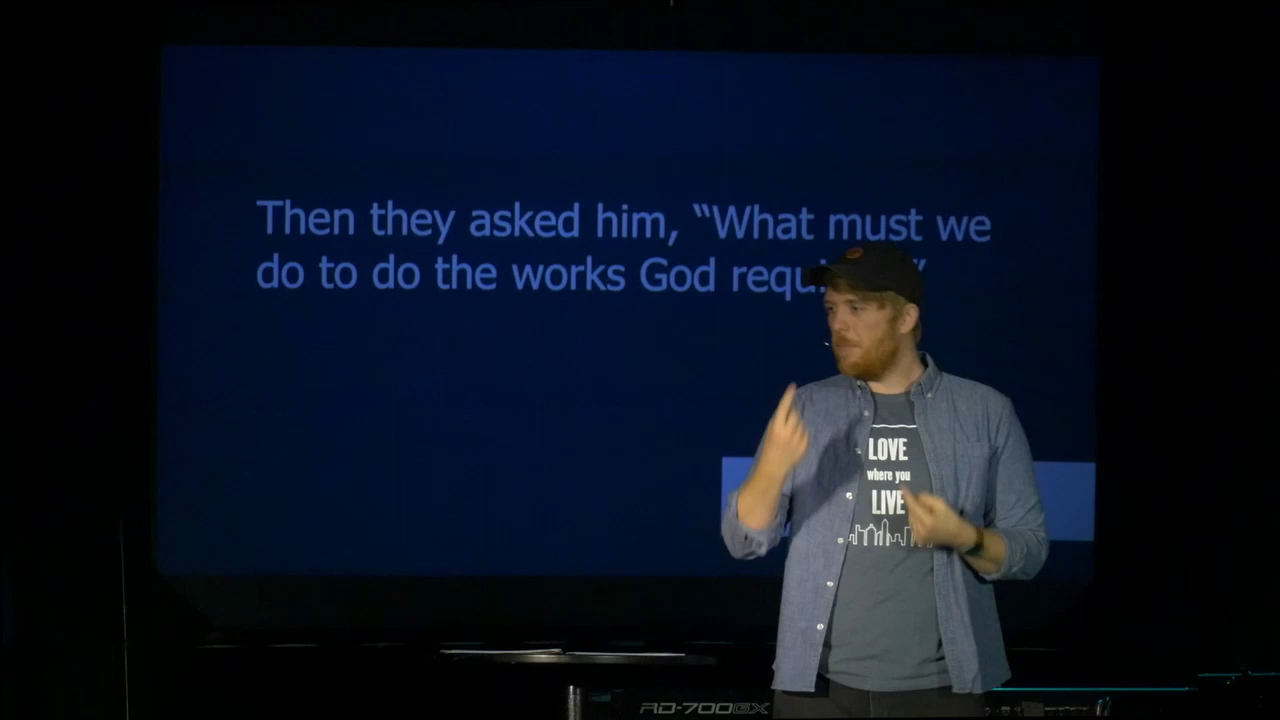 Then they asked him, “What must we
do to do the works God requi
LOVE
where you
LIVE
RD-700GX